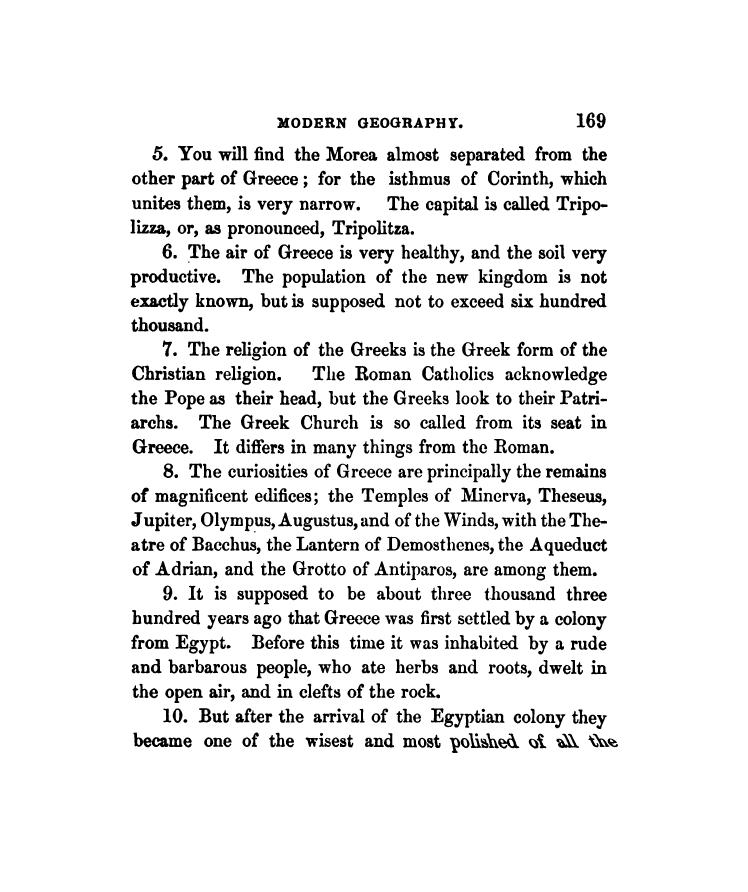 MODERN GEOGRAPHY. 169
5. You will find the Morea almost separated from the
other part of Greece; for the isthmus of Corinth, which
unites them, is very narrow. The capital is called Tripo-
lizza, or, as pronounced, Tripolitza.
6. The air of Greece is very healthy, and the soil very
productive. The population of the new kingdom is not
exactly known, but is supposed not to exceed six hundred
thousand.
7. The religion of the Greeks is the Greek form of the
Christian religion. The Roman Catholics acknowledge
the Pope as their head, but the Greeks look to their Patri-
archs. The Greek Church is so called from its seat in
Greece. It differs in many things from the Roman.
8. The curiosities of Greece are principally the remains
of magnificent edifices; the Temples of Minerva, Theseus,
Jupiter, Olympus, Augustus, and of the Winds, with the The-
atre of Bacchus, the Lantern of Demosthenes, the Aqueduct
of Adrian, and the Grotto of Antiparos, are among them.
9. It is supposed to be about three thousand three
hundred years ago that Greece was first settled by a colony
from Egypt. Before this time it was inhabited by a rude
and barbarous people, who ate herbs and roots, dwelt in
the open air, and in clefts of the rock.
10. But after the arrival of the Egyptian colony they
became one of the wisest and most polished of all the